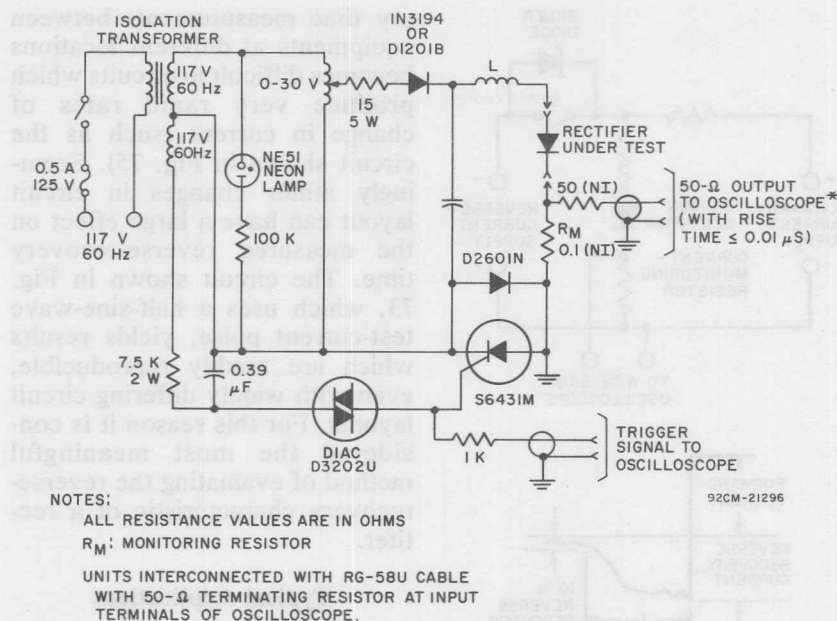 ISOLATION
TRANSFORMER
IN3194
OR
D1201B
117 V
60 Hz
0-30 V
15
5 W
L
117V
60Hz
NE51
NEON
LAMP
RECTIFIER
UNDER TEST
0.5 A
125 V
50 (NI)
50-Ω OUTPUT
TO OSCILLOSCOPE*
(WITH RISE
TIME ≤ 0.01 μS)
117 V
60 Hz
100 K
RM
0.1 (NI)
D2601N
7.5 K
2 W
0.39
μF
S6431M
DIAC
D3202U
1 K
TRIGGER
SIGNAL TO
OSCILLOSCOPE
92CM-21296
NOTES:
ALL RESISTANCE VALUES ARE IN OHMS
RM: MONITORING RESISTOR
UNITS INTERCONNECTED WITH RG-58U CABLE
WITH 50-Ω TERMINATING RESISTOR AT INPUT
TERMINALS OF OSCILLOSCOPE.